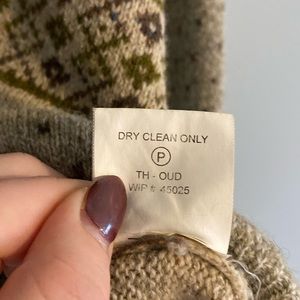 DRY CLEAN ONLY
P
TH - OUD
WIP # 45025